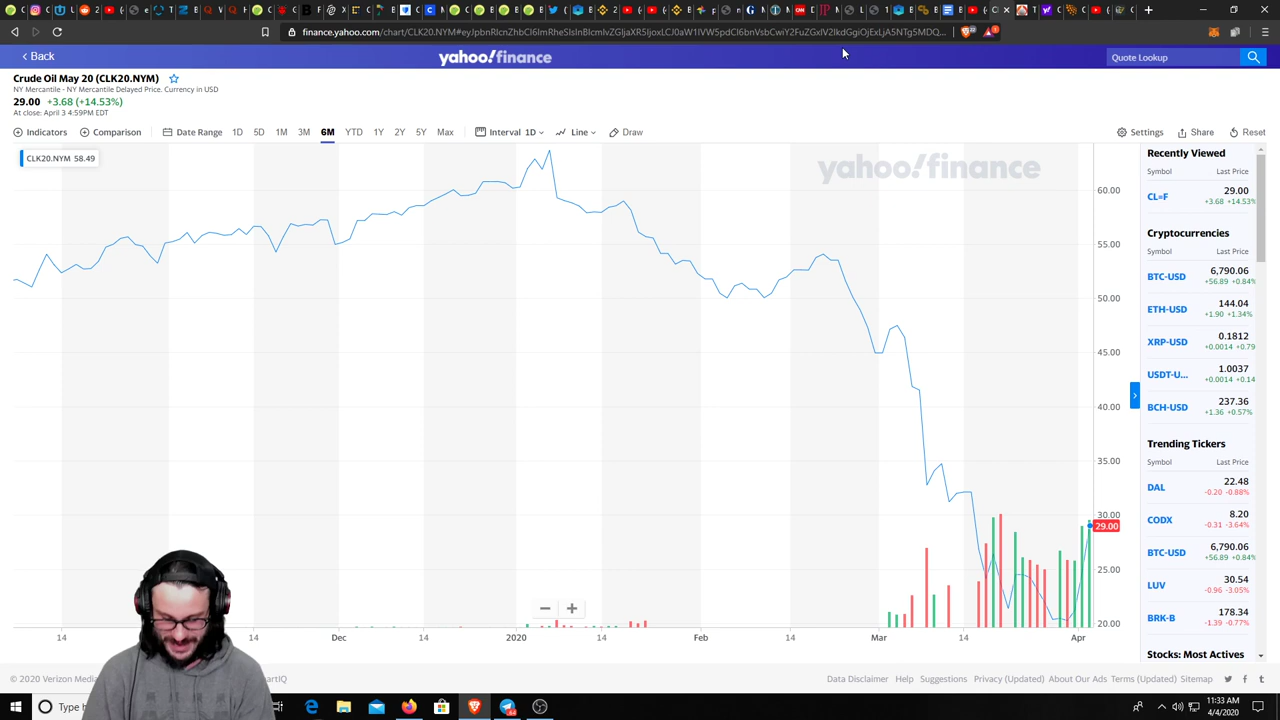 finance.yahoo.com/chart/CLK20.NYM#eyJpbnRlcnZhbCI6ImRheSIsInBlcmlvZGljaXR5IjoxLCJ0aW1lVW5pdCI6bnVsbCwiY2FuZGxlV2lkdGgiOjExLjA5NTg5MDQ...
Back
yahoo!finance
Quote Lookup
Crude Oil May 20 (CLK20.NYM)
NY Mercantile - NY Mercantile Delayed Price. Currency in USD
29.00 +3.68 (+14.53%)
At close: April 3 4:59PM EDT
Indicators Comparison Date Range 1D 5D 1M 3M 6M YTD 1Y 2Y 5Y Max Interval 1D Line Draw Settings Share Reset
CLK20.NYM 58.49
yahoo!finance
60.00
55.00
50.00
45.00
40.00
35.00
30.00
29.00
25.00
20.00
14 14 Dec 14 2020 14 Feb 14 Mar 14 Apr
Recently Viewed
Symbol Last Price
CL=F 29.00
+3.68 +14.53%
Cryptocurrencies
Symbol Last Price
BTC-USD 6,790.06
+56.89 +0.84%
ETH-USD 144.04
+1.90 +1.34%
XRP-USD 0.1812
+0.0014 +0.79
USDT-U... 1.0037
+0.0014 +0.14
BCH-USD 237.36
+1.36 +0.57%
Trending Tickers
Symbol Last Price
DAL 22.48
-0.20 -0.88%
CODX 8.20
-0.31 -3.64%
BTC-USD 6,790.06
+56.89 +0.84%
LUV 30.54
-0.96 -3.05%
BRK-B 178.34
-1.39 -0.77%
Stocks: Most Actives
© 2020 Verizon Media
artIQ
Data Disclaimer Help Suggestions Privacy (Updated) About Our Ads Terms (Updated) Sitemap
Type
11:33 AM
4/4/2020